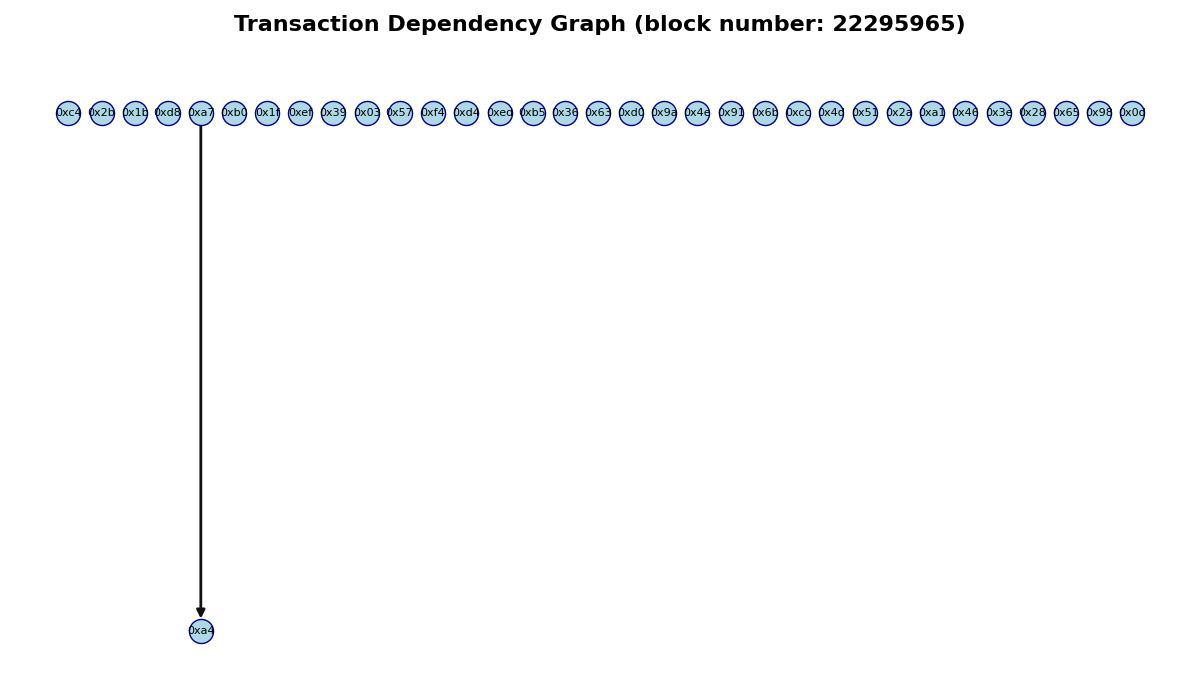 Transaction Dependency Graph (block number: 22295965)
0xc4 0x2b 0x1b 0xd8 0xa7 0xb0 0x1f 0xef 0x39 0x03 0x57 0xf4 0xd4 0xed 0xb5 0x36 0x63 0xd0 0x9a 0x4e 0x91 0x6b 0xcc 0x4d 0x51 0x2a 0xa1 0x46 0x3e 0x28 0x65 0x98 0x0d
0xa4